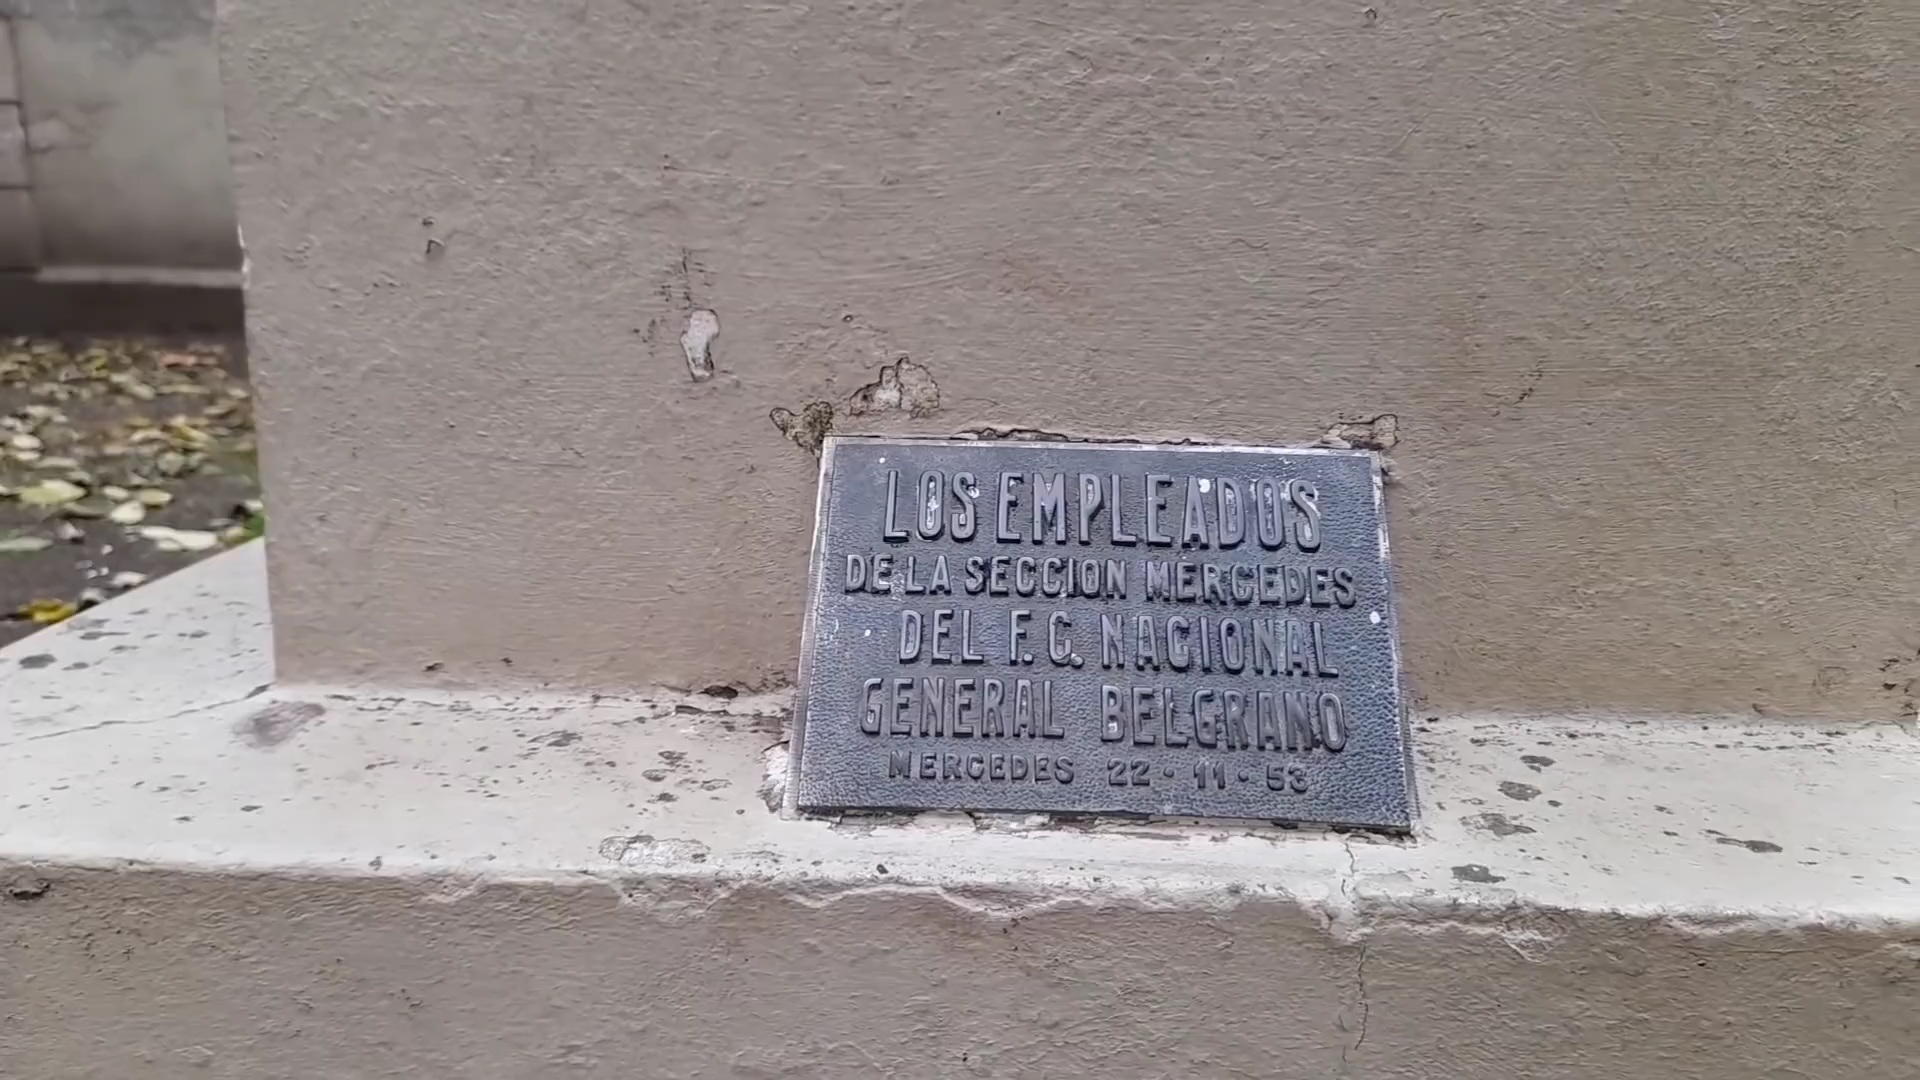 LOS EMPLEADOS
DE LA SECCION MERCEDES
DEL F. C. NACIONAL
GENERAL BELGRANO
MERCEDES 22 · 11 · 53